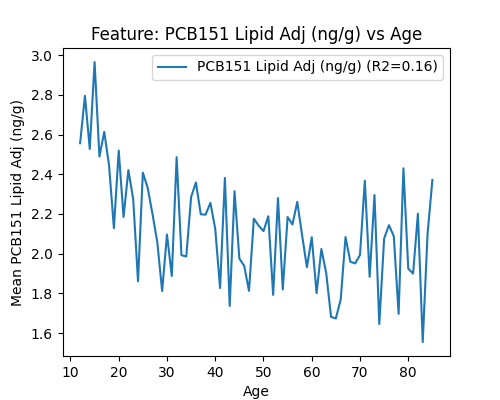 Feature: PCB151 Lipid Adj (ng/g) vs Age
PCB151 Lipid Adj (ng/g) (R2=0.16)
Mean PCB151 Lipid Adj (ng/g)
3.0
2.8
2.6
2.4
2.2
2.0
1.8
1.6
10 20 30 40 50 60 70 80
Age